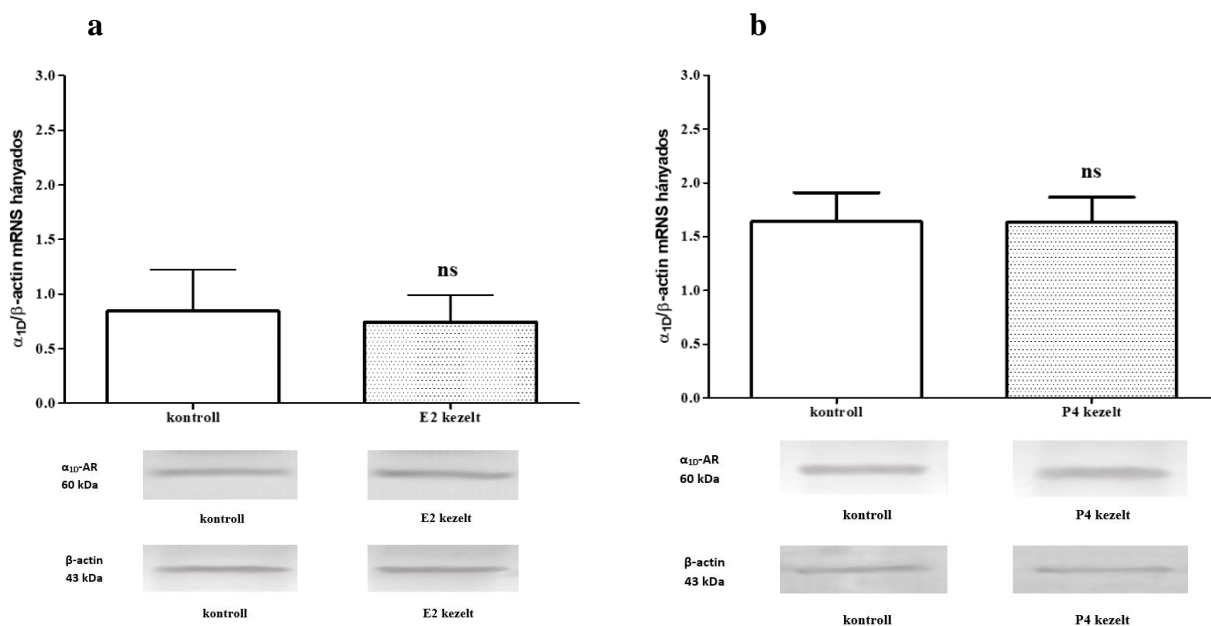 a
3.0
2.5
2.0
1.5
1.0
0.5
0.0
α1D/β-actin mRNS hányados
ns
kontroll
E2 kezelt
α1D-AR
60 kDa
kontroll
E2 kezelt
β-actin
43 kDa
kontroll
E2 kezelt
b
3.0
2.5
2.0
1.5
1.0
0.5
0.0
α1D/β-actin mRNS hányados
ns
kontroll
P4 kezelt
α1D-AR
60 kDa
kontroll
P4 kezelt
β-actin
43 kDa
kontroll
P4 kezelt